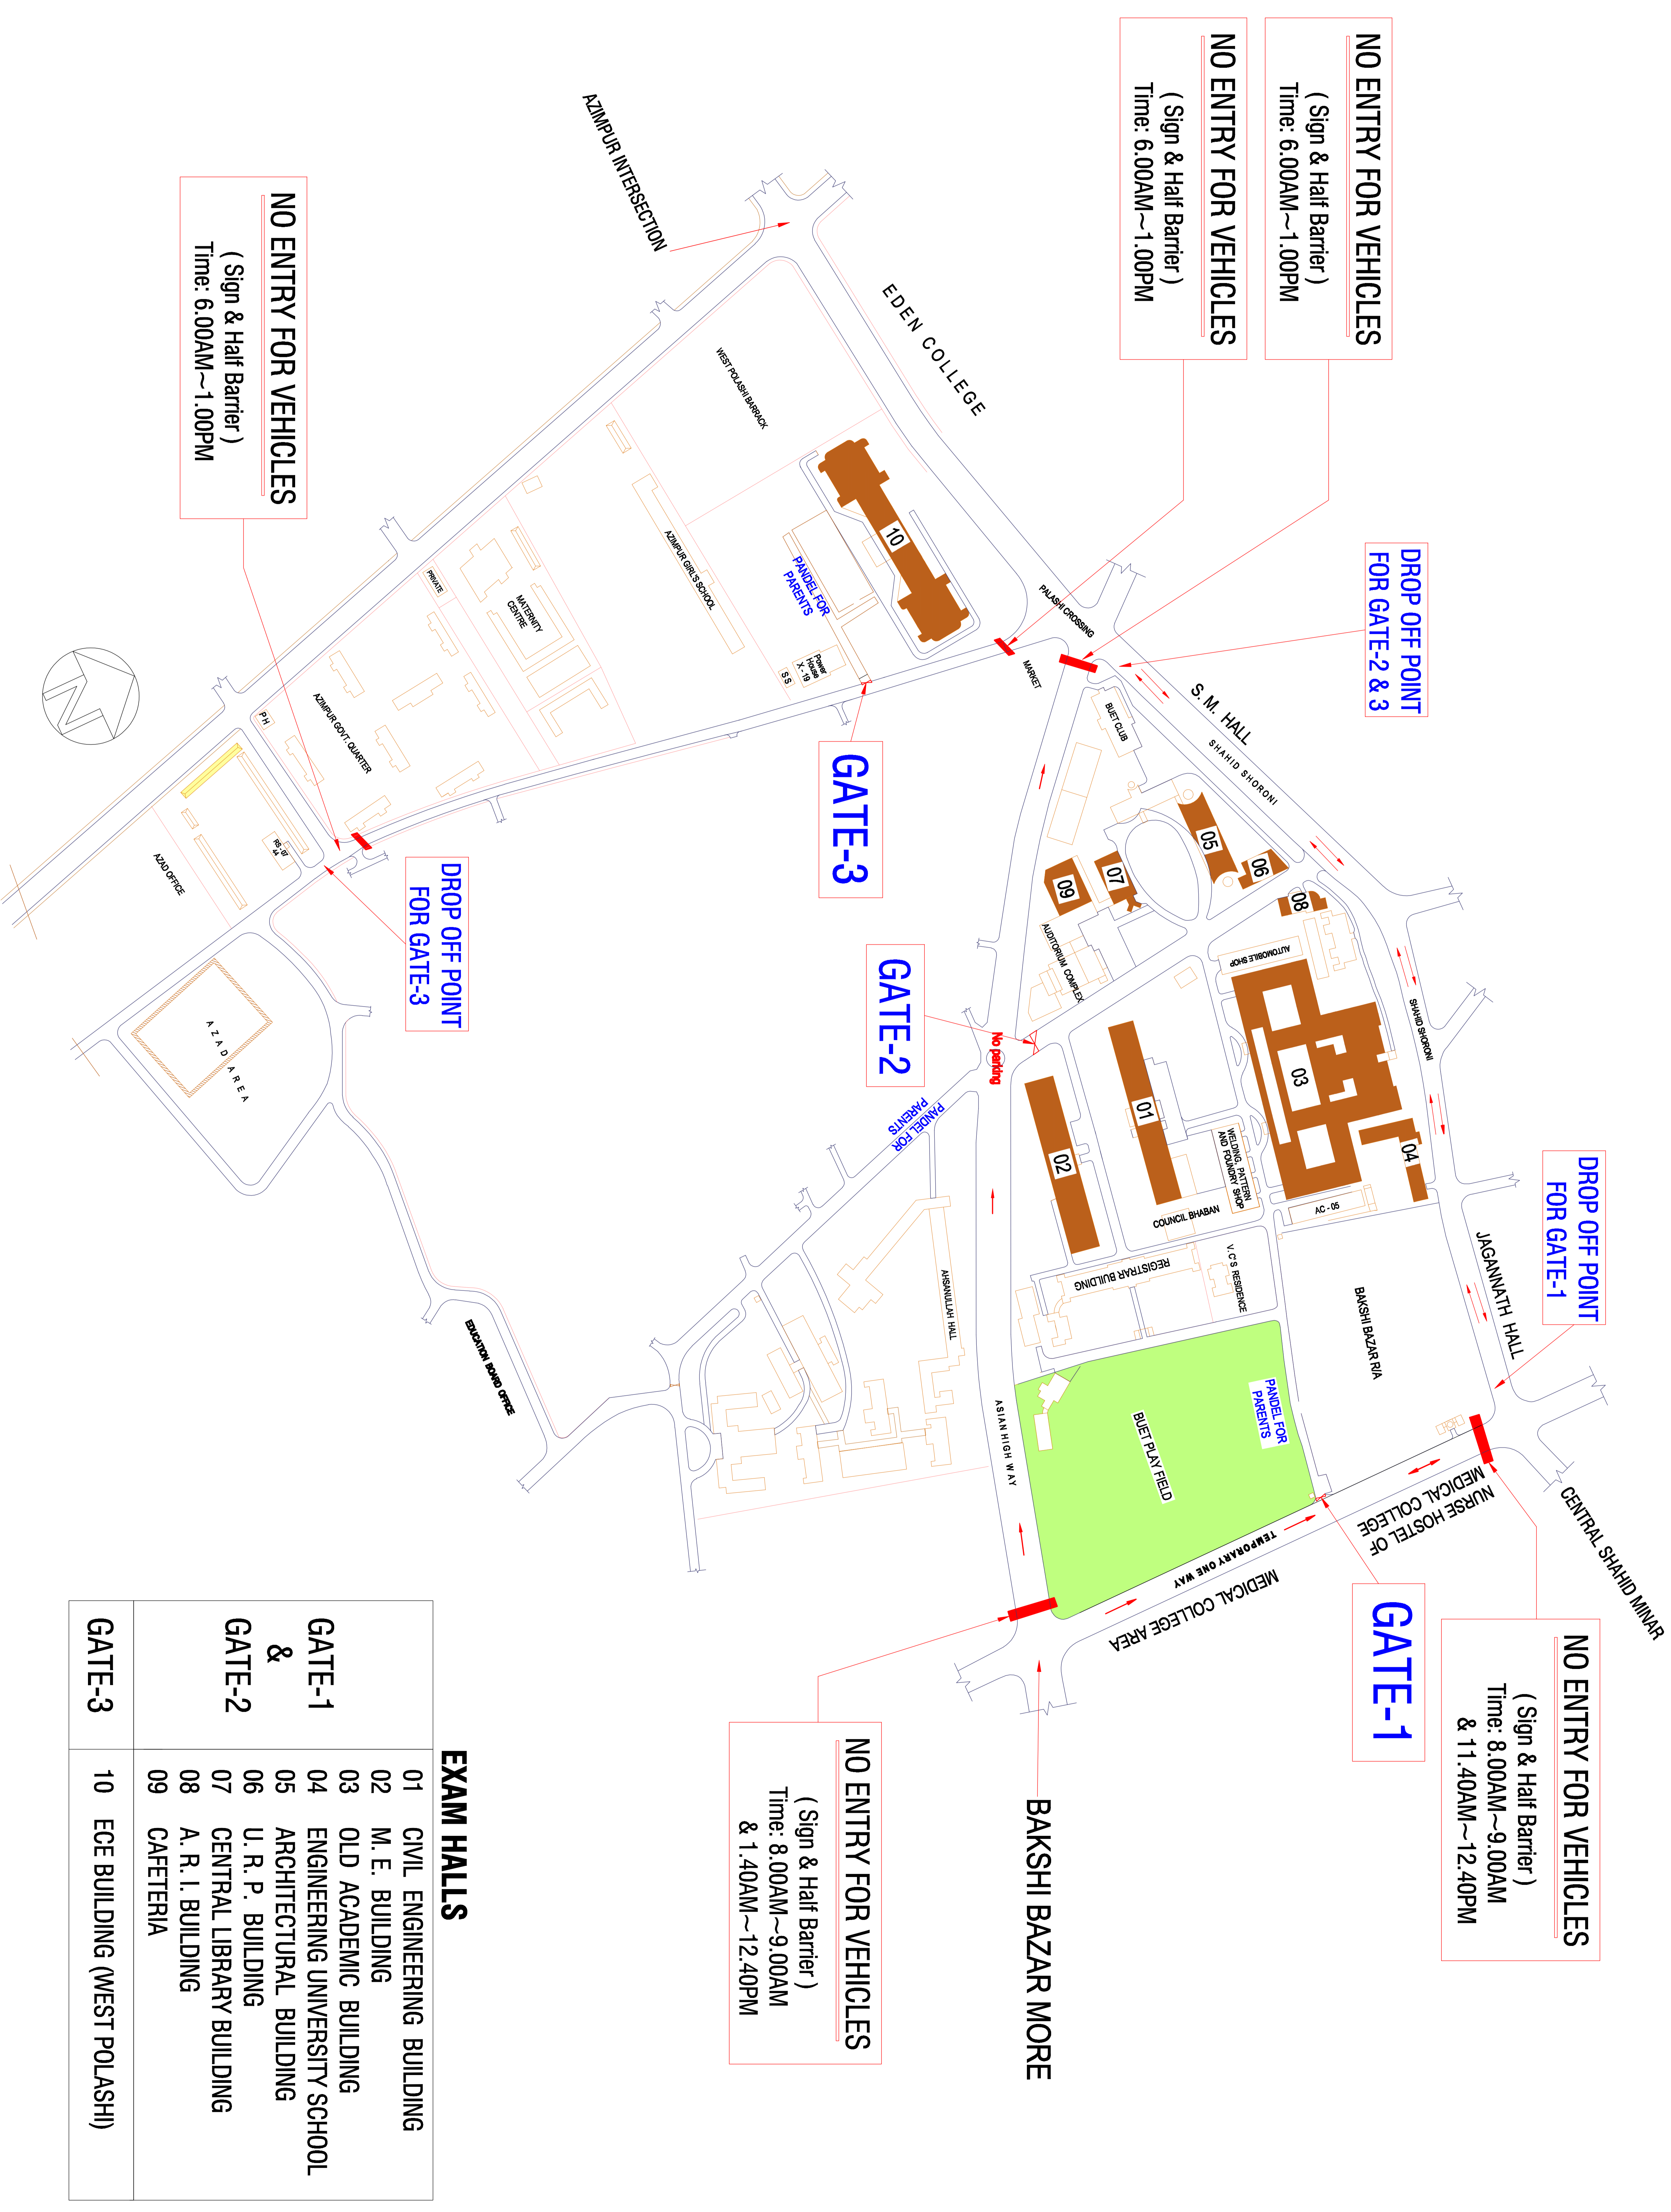 NO ENTRY FOR VEHICLES
( Sign & Half Barrier )
Time: 6.00AM~1.00PM
NO ENTRY FOR VEHICLES
( Sign & Half Barrier )
Time: 6.00AM~1.00PM
NO ENTRY FOR VEHICLES
( Sign & Half Barrier )
Time: 6.00AM~1.00PM
AZIMPUR INTERSECTION
EDEN COLLEGE
WEST POLASHI BARRACK
AZIMPUR GIRL'S SCHOOL
10
PANDEL FOR
PARENTS
Power
House
X - 19
S S
MATERNITY
CENTRE
PRIVATE
AZIMPUR GOVT. QUARTER
P H
RS - 07
44
AZAD OFFICE
AZAD AREA
N
DROP OFF POINT
FOR GATE-3
DROP OFF POINT
FOR GATE-2 & 3
PALASHI CROSSING
MARKET
S. M. HALL
SHAHID SHORONI
BUET CLUB
GATE-3
05
06
07
09
08
AUDITORIUM COMPLEX
AUTOMOBILE SHOP
SHAHID SHORONI
GATE-2
No parking
PANDEL FOR
PARENTS
01
02
03
04
WELDING, PATTERN
AND FOUNDRY SHOP
COUNCIL BHABAN
AC - 05
REGISTRAR BUILDING
V. C'S RESIDENCE
BAKSHI BAZAR R/A
JAGANNATH HALL
DROP OFF POINT
FOR GATE-1
AHSANULLAH HALL
EDUCATION BOARD OFFICE
ASIAN HIGH WAY
BUET PLAY FIELD
PANDEL FOR
PARENTS
TEMPORARY ONE WAY
MEDICAL COLLEGE AREA
NURSE HOSTEL OF
MEDICAL COLLEGE
CENTRAL SHAHID MINAR
GATE-1
NO ENTRY FOR VEHICLES
( Sign & Half Barrier )
Time: 8.00AM~9.00AM
& 11.40AM~12.40PM
NO ENTRY FOR VEHICLES
( Sign & Half Barrier )
Time: 8.00AM~9.00AM
& 1.40AM~12.40PM
BAKSHI BAZAR MORE
EXAM HALLS
GATE-1
&
GATE-2
01 CIVIL ENGINEERING BUILDING
02 M. E. BUILDING
03 OLD ACADEMIC BUILDING
04 ENGINEERING UNIVERSITY SCHOOL
05 ARCHITECTURAL BUILDING
06 U. R. P. BUILDING
07 CENTRAL LIBRARY BUILDING
08 A. R. I. BUILDING
09 CAFETERIA
GATE-3 10 ECE BUILDING (WEST POLASHI)